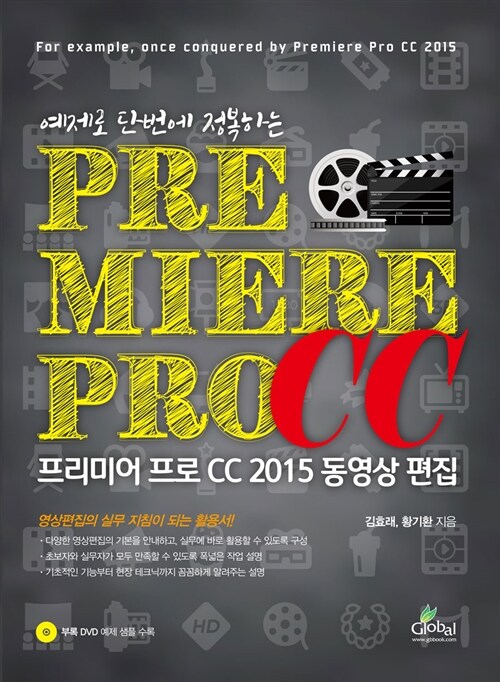 For example, once conquered by Premiere Pro CC 2015
예제로 단번에 정복하는
PRE
MIERE
PRO CC
프리미어 프로 CC 2015 동영상 편집
영상편집의 실무 지침이 되는 활용서!
김효래, 황기환 지음
• 다양한 영상편집의 기본을 안내하고, 실무에 바로 활용할 수 있도록 구성
• 초보자와 실무자가 모두 만족할 수 있도록 폭넓은 작업 설명
• 기초적인 기능부터 현장 테크닉까지 꼼꼼하게 알려주는 설명
HD
부록 DVD 예제 샘플 수록
Global
www.gbbook.com